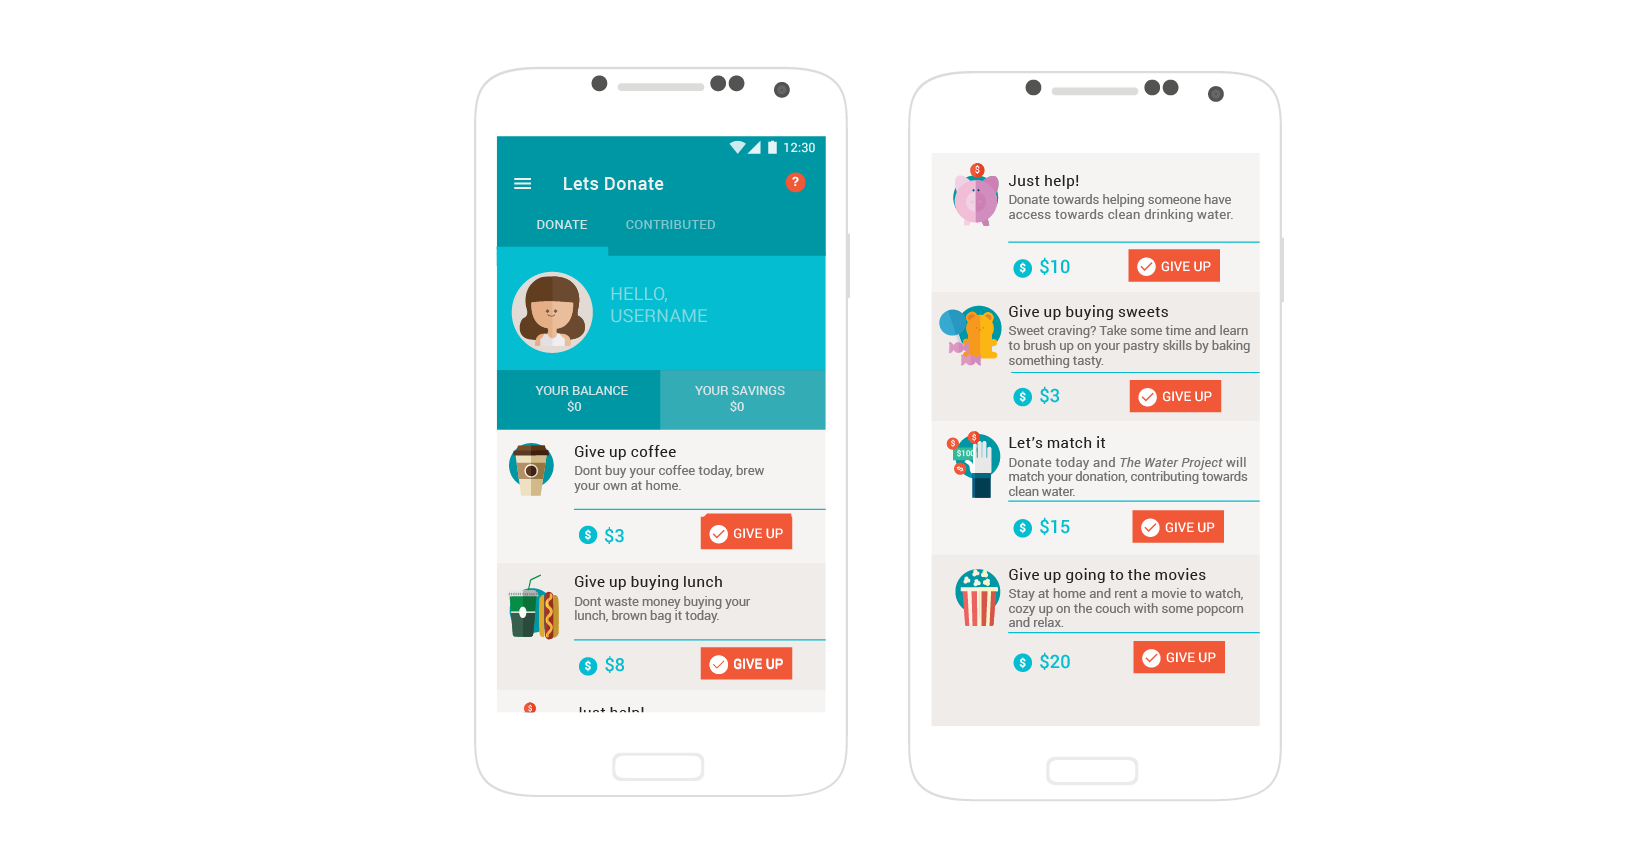 12:30
Lets Donate
?
DONATE CONTRIBUTED
HELLO,
USERNAME
YOUR BALANCE YOUR SAVINGS
$0 $0
Give up coffee
Dont buy your coffee today, brew
your own at home.
$ $3 GIVE UP
Give up buying lunch
Dont waste money buying your
lunch, brown bag it today.
$ $8 GIVE UP
$
Just help!
$
Just help!
Donate towards helping someone have
access towards clean drinking water.
$ $10 GIVE UP
Give up buying sweets
Sweet craving? Take some time and learn
to brush up on your pastry skills by baking
something tasty.
$ $3 GIVE UP
$ $
$100
$
Let's match it
Donate today and The Water Project will
match your donation, contributing towards
clean water.
$ $15 GIVE UP
Give up going to the movies
Stay at home and rent a movie to watch,
cozy up on the couch with some popcorn
and relax.
$ $20 GIVE UP